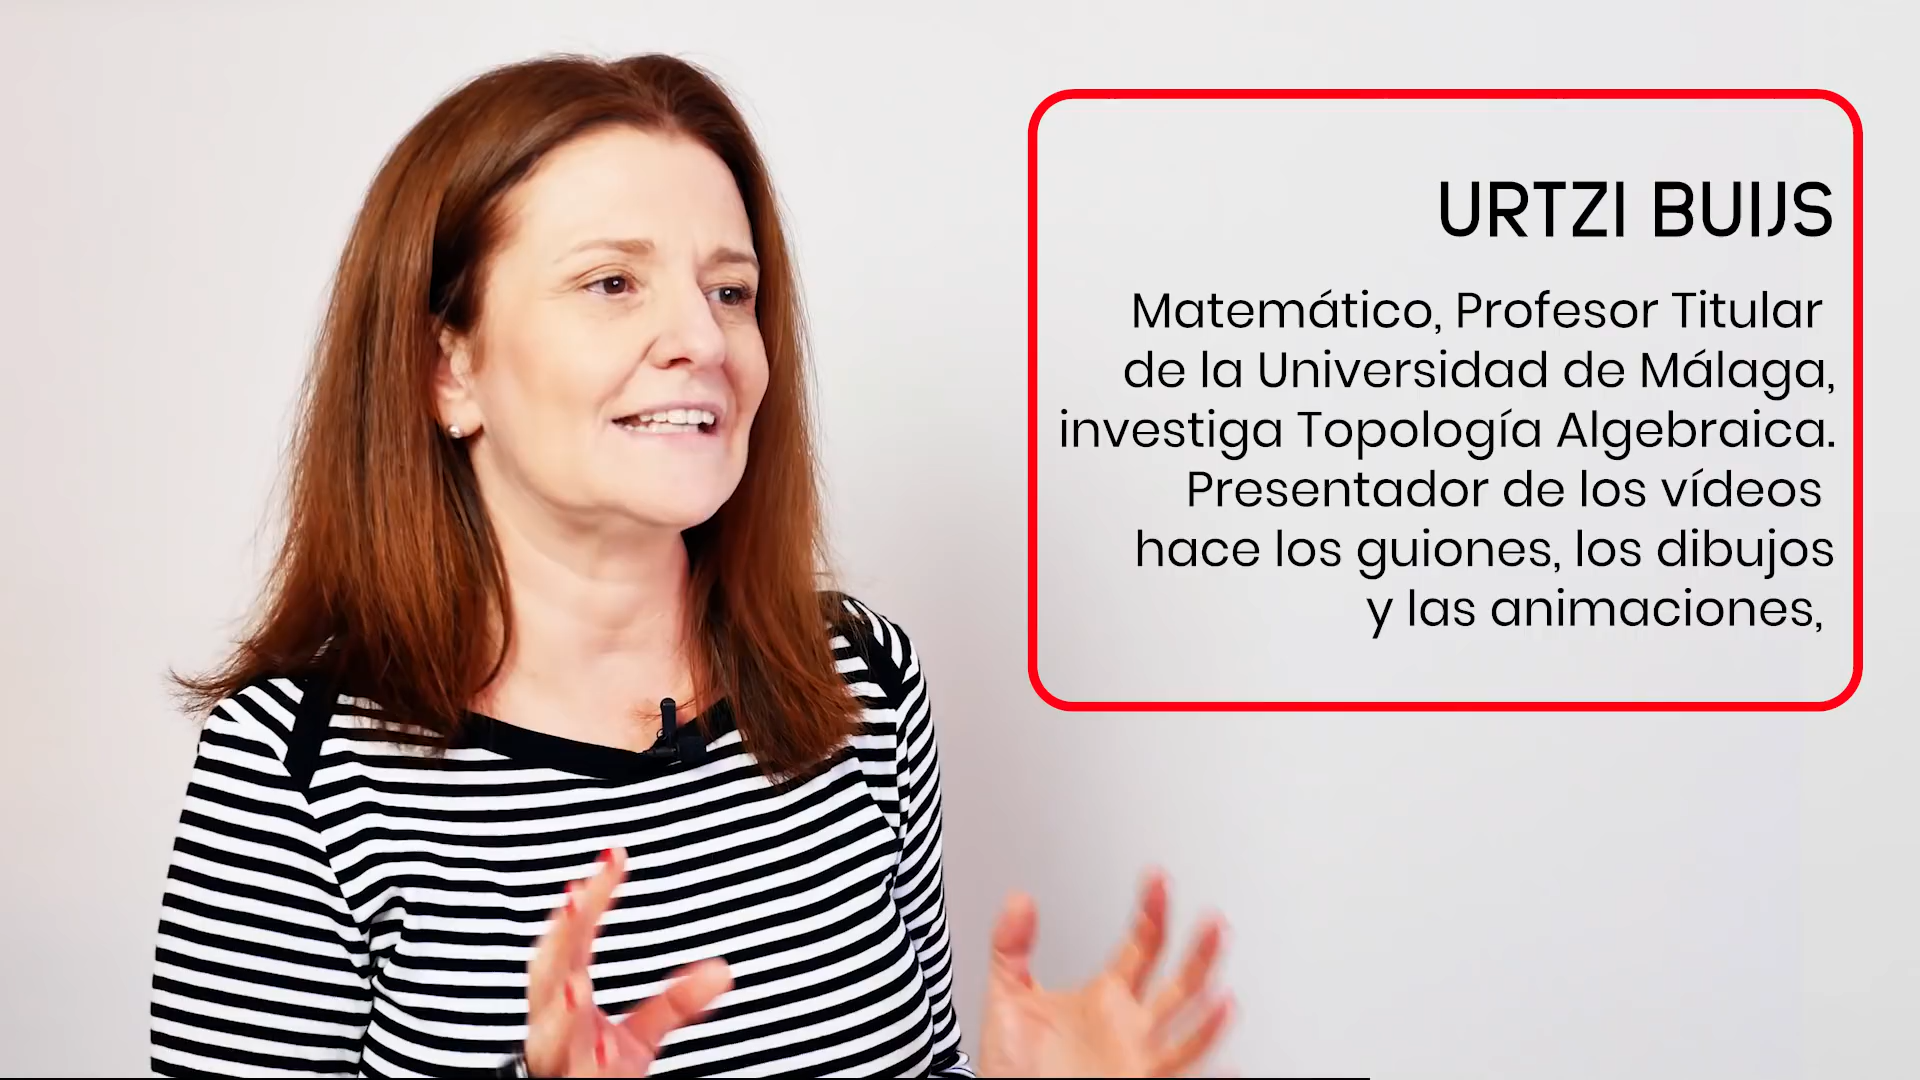 URTZI BUIJS
Matemático, Profesor Titular
de la Universidad de Málaga,
investiga Topología Algebraica.
Presentador de los vídeos
hace los guiones, los dibujos
y las animaciones,